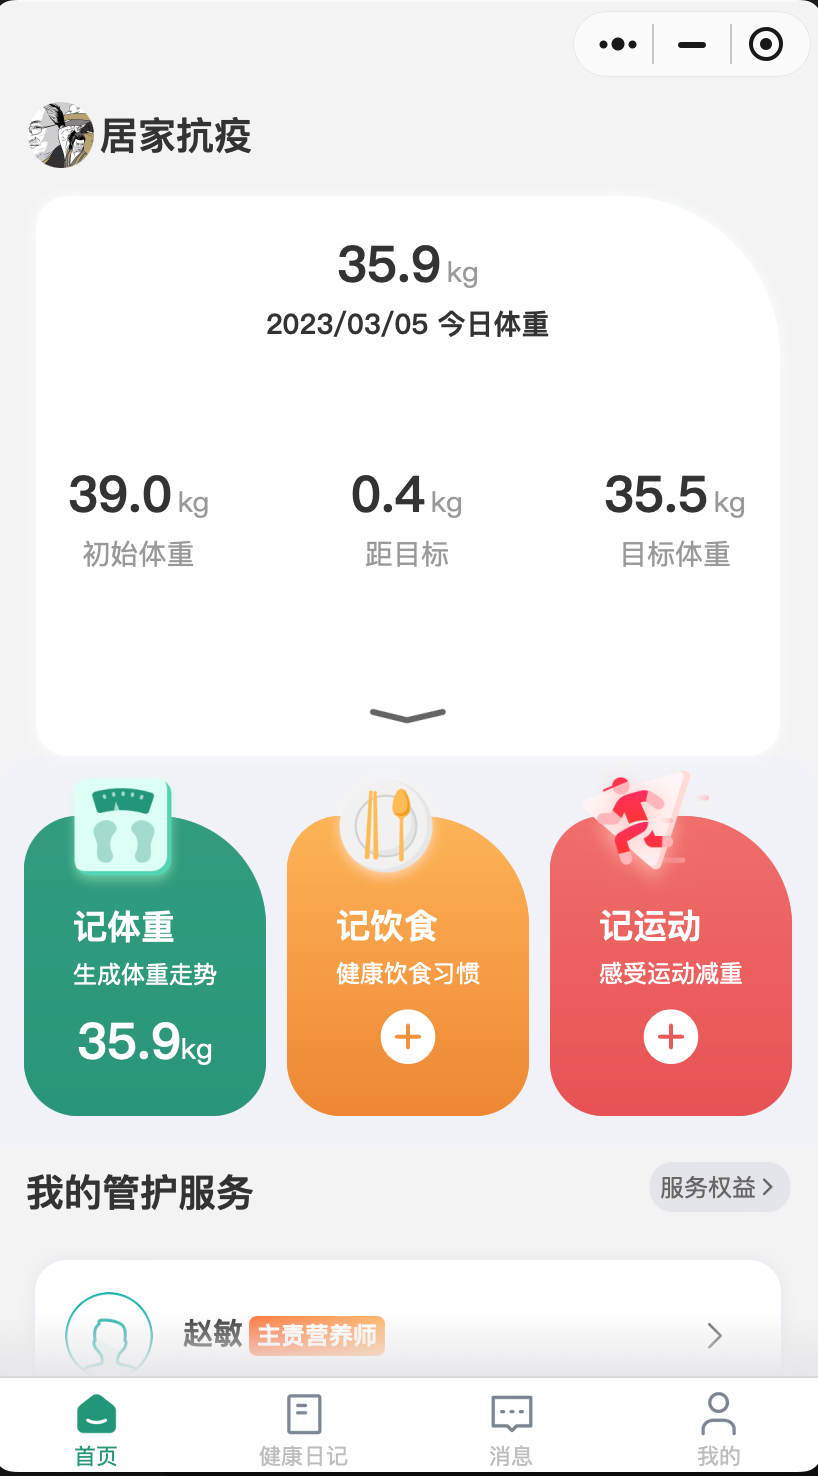 居家抗疫
35.9 kg
2023/03/05 今日体重
39.0 kg 0.4 kg 35.5 kg
初始体重 距目标 目标体重
记体重 记饮食 记运动
生成体重走势 健康饮食习惯 感受运动减重
35.9kg
我的管护服务 服务权益
赵敏 主责营养师
首页 健康日记 消息 我的